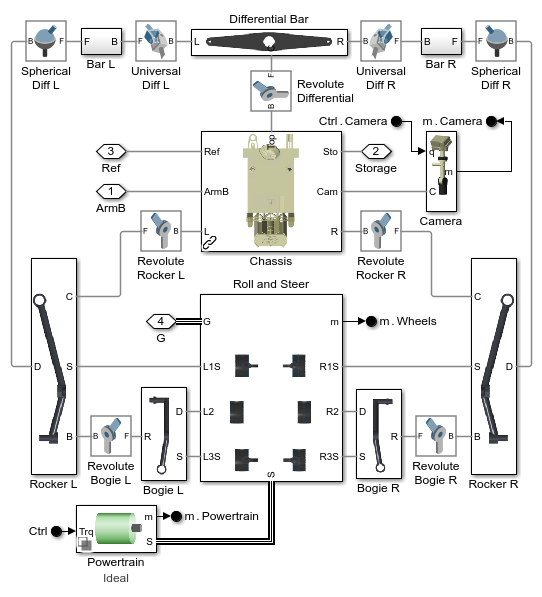 Differential Bar
B F
F B
B F
L R
F B
B F
F B
Spherical
Diff L
Bar L
Universal
Diff L
F
B
Revolute
Differential
Universal
Diff R
Bar R
Spherical
Diff R
Ctrl . Camera
m . Camera
Top
3
Ref
Ref
Sto
2
Storage
q
m
C
Camera
1
ArmB
ArmB
Cam
F B
L
R
B F
Revolute
Rocker L
Chassis
Revolute
Rocker R
Roll and Steer
C
D
S
B
Rocker L
4
G
G
m
m . Wheels
C
S
D
B
Rocker R
L1S
R1S
L2
R2
L3S
R3S
S
B F
Revolute
Bogie L
R
D
S
Bogie L
D
S
R
Bogie R
F B
Revolute
Bogie R
Ctrl
Trq
m
S
m . Powertrain
Powertrain
Ideal